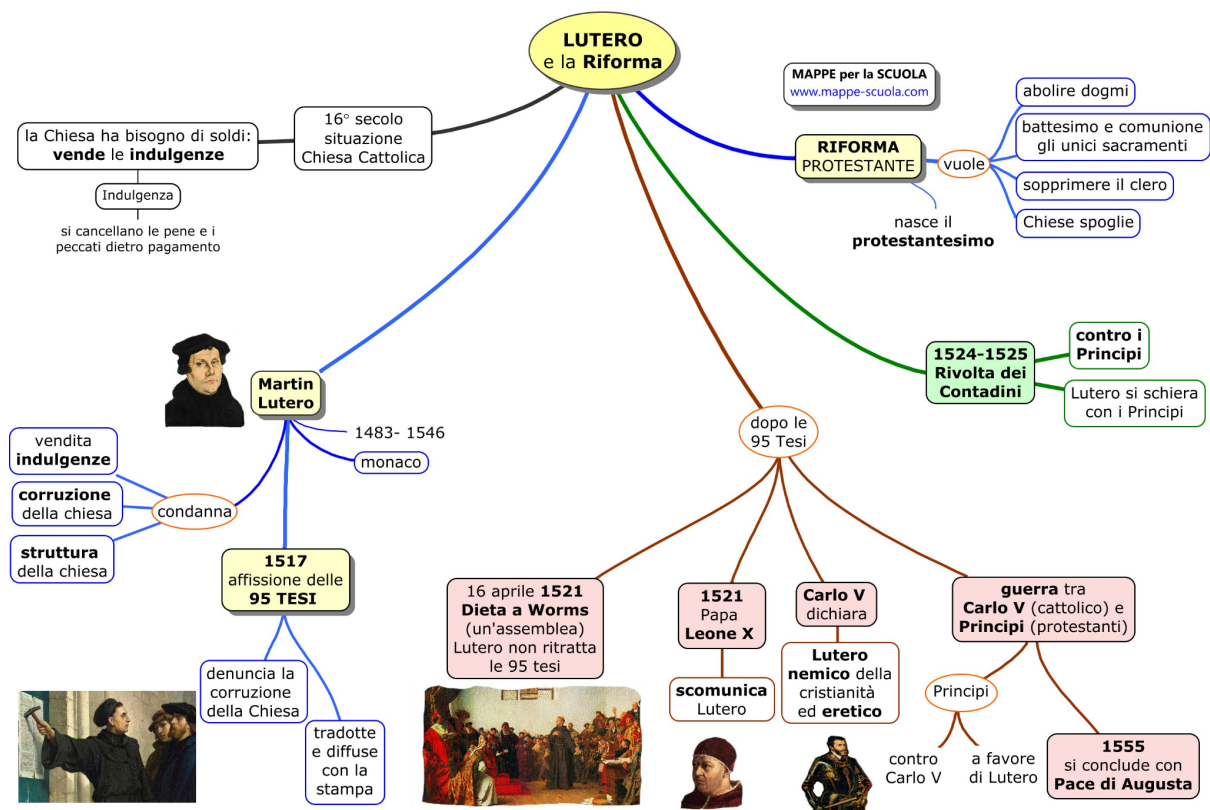 LUTERO
e la Riforma
MAPPE per la SCUOLA
www.mappe-scuola.com
16° secolo
situazione
Chiesa Cattolica
la Chiesa ha bisogno di soldi:
vende le indulgenze
Indulgenza
si cancellano le pene e i
peccati dietro pagamento
RIFORMA
PROTESTANTE
vuole
abolire dogmi
battesimo e comunione
gli unici sacramenti
sopprimere il clero
Chiese spoglie
nasce il
protestantesimo
1524-1525
Rivolta dei
Contadini
contro i
Principi
Lutero si schiera
con i Principi
Martin
Lutero
1483- 1546
monaco
condanna
vendita
indulgenze
corruzione
della chiesa
struttura
della chiesa
1517
affissione delle
95 TESI
denuncia la
corruzione
della Chiesa
tradotte
e diffuse
con la
stampa
dopo le
95 Tesi
16 aprile 1521
Dieta a Worms
(un'assemblea)
Lutero non ritratta
le 95 tesi
1521
Papa
Leone X
scomunica
Lutero
Carlo V
dichiara
Lutero
nemico della
cristianità
ed eretico
guerra tra
Carlo V (cattolico) e
Principi (protestanti)
Principi
contro
Carlo V
a favore
di Lutero
1555
si conclude con
Pace di Augusta